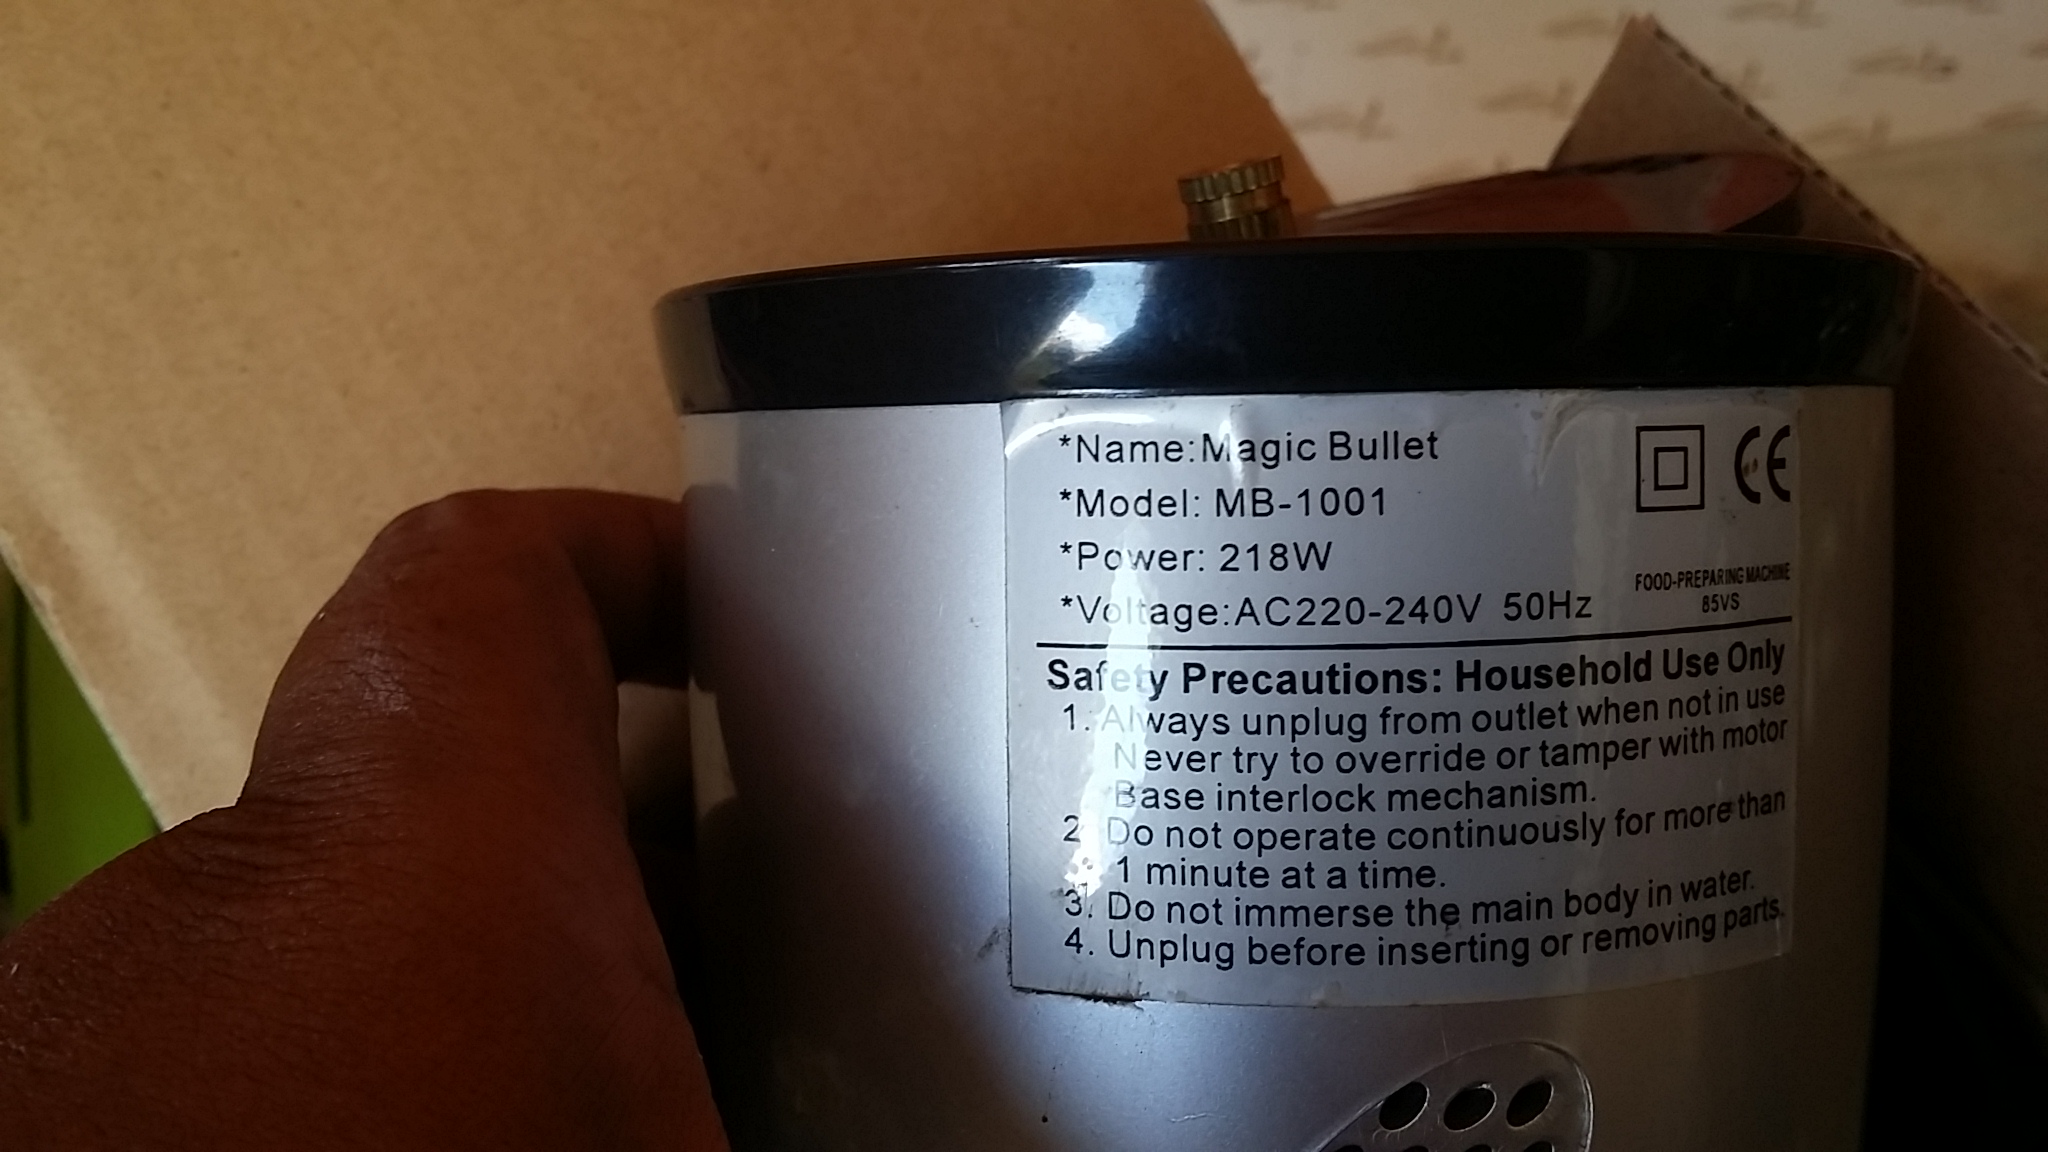 *Name:Magic Bullet
*Model: MB-1001
*Power: 218W
*Voltage:AC220-240V 50Hz
CE
FOOD-PREPARING MACHINE
85VS
Safety Precautions: Household Use Only
1. Always unplug from outlet when not in use
Never try to override or tamper with motor
Base interlock mechanism.
2. Do not operate continuously for more than
1 minute at a time.
3. Do not immerse the main body in water.
4. Unplug before inserting or removing parts.